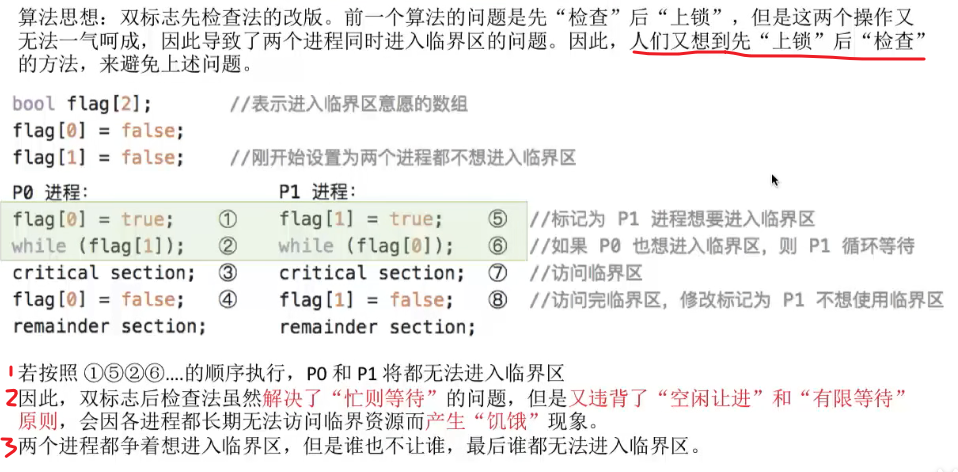 算法思想：双标志先检查法的改版。前一个算法的问题是先“检查”后“上锁”，但是这两个操作又
无法一气呵成，因此导致了两个进程同时进入临界区的问题。因此，人们又想到先“上锁”后“检查”
的方法，来避免上述问题。
bool flag[2]; //表示进入临界区意愿的数组
flag[0] = false;
flag[1] = false; //刚开始设置为两个进程都不想进入临界区
P0 进程： P1 进程：
flag[0] = true; ① flag[1] = true; ⑤ //标记为 P1 进程想要进入临界区
while (flag[1]); ② while (flag[0]); ⑥ //如果 P0 也想进入临界区，则 P1 循环等待
critical section; ③ critical section; ⑦ //访问临界区
flag[0] = false; ④ flag[1] = false; ⑧ //访问完临界区，修改标记为 P1 不想使用临界区
remainder section; remainder section;
1 若按照 ①⑤②⑥....的顺序执行，P0 和 P1 将都无法进入临界区
2 因此，双标志后检查法虽然解决了“忙则等待”的问题，但是又违背了“空闲让进”和“有限等待”
原则，会因各进程都长期无法访问临界资源而产生“饥饿”现象。
3 两个进程都争着想进入临界区，但是谁也不让谁，最后谁都无法进入临界区。